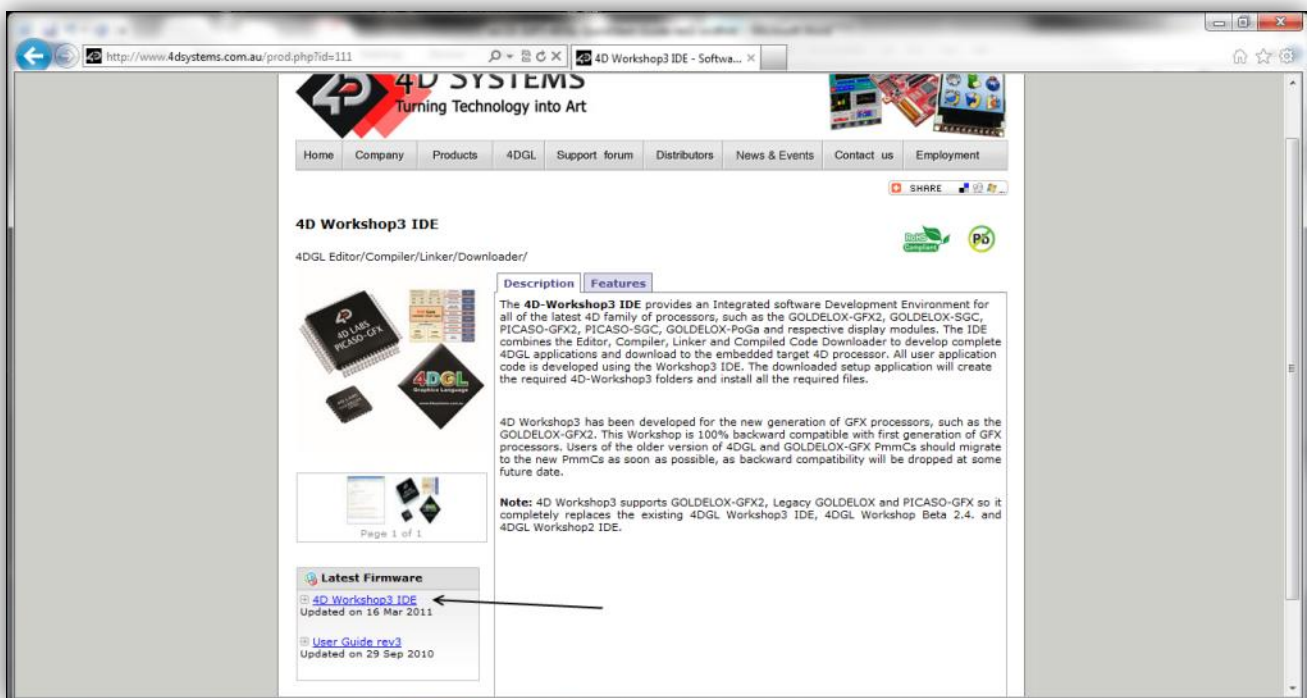 http://www.4dsystems.com.au/prod.php?id=111
4D Workshop3 IDE - Softwa...
4D SYSTEMS
Turning Technology into Art
Home Company Products 4DGL Support forum Distributors News & Events Contact us Employment
SHARE
4D Workshop3 IDE
RoHS
Compliant
Pb
4DGL Editor/Compiler/Linker/Downloader/
Description Features
4D LABS
PICASO-GFX
4DGL
Graphics Language
The 4D-Workshop3 IDE provides an Integrated software Development Environment for
all of the latest 4D family of processors, such as the GOLDELOX-GFX2, GOLDELOX-SGC,
PICASO-GFX2, PICASO-SGC, GOLDELOX-PoGa and respective display modules. The IDE
combines the Editor, Compiler, Linker and Compiled Code Downloader to develop complete
4DGL applications and download to the embedded target 4D processor. All user application
code is developed using the Workshop3 IDE. The downloaded setup application will create
the required 4D-Workshop3 folders and install all the required files.
4D Workshop3 has been developed for the new generation of GFX processors, such as the
GOLDELOX-GFX2. This Workshop is 100% backward compatible with first generation of GFX
processors. Users of the older version of 4DGL and GOLDELOX-GFX PmmCs should migrate
to the new PmmCs as soon as possible, as backward compatibility will be dropped at some
future date.
Note: 4D Workshop3 supports GOLDELOX-GFX2, Legacy GOLDELOX and PICASO-GFX so it
completely replaces the existing 4DGL Workshop3 IDE, 4DGL Workshop Beta 2.4. and
4DGL Workshop2 IDE.
Page 1 of 1
Latest Firmware
4D Workshop3 IDE
Updated on 16 Mar 2011
User Guide rev3
Updated on 29 Sep 2010